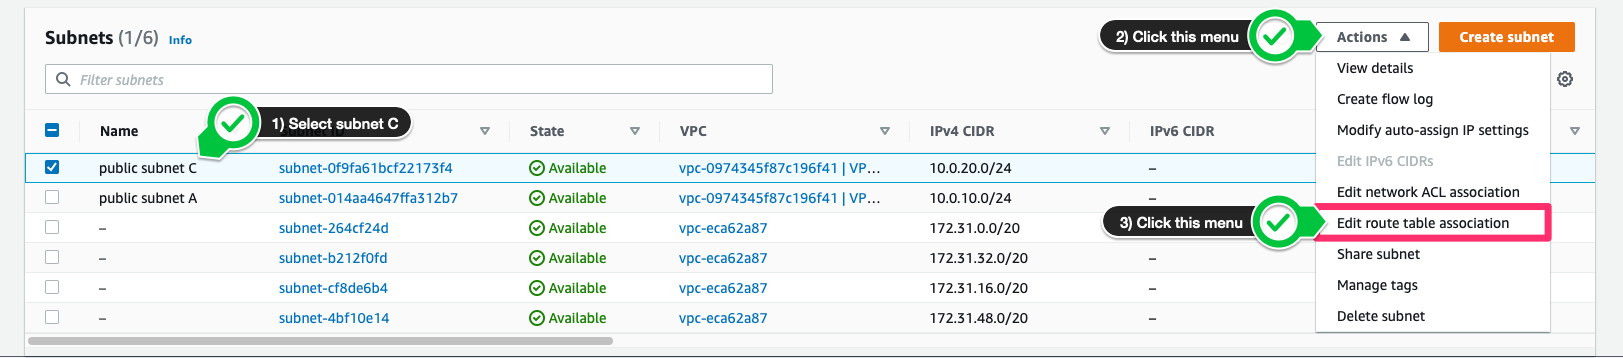 Subnets (1/6) Info
2) Click this menu
Actions
Create subnet
Filter subnets
Name
1) Select subnet C
State
VPC
IPv4 CIDR
IPv6 CIDR
public subnet C subnet-0f9fa61bcf22173f4 Available vpc-0974345f87c196f41 | VP… 10.0.20.0/24 –
public subnet A subnet-014aa4647ffa312b7 Available vpc-0974345f87c196f41 | VP… 10.0.10.0/24 –
– subnet-264cf24d Available vpc-eca62a87 172.31.0.0/20
– subnet-b212f0fd Available vpc-eca62a87 172.31.32.0/20 –
– subnet-cf8de6b4 Available vpc-eca62a87 172.31.16.0/20 –
– subnet-4bf10e14 Available vpc-eca62a87 172.31.48.0/20 –
View details
Create flow log
Modify auto-assign IP settings
Edit IPv6 CIDRs
Edit network ACL association
3) Click this menu
Edit route table association
Share subnet
Manage tags
Delete subnet